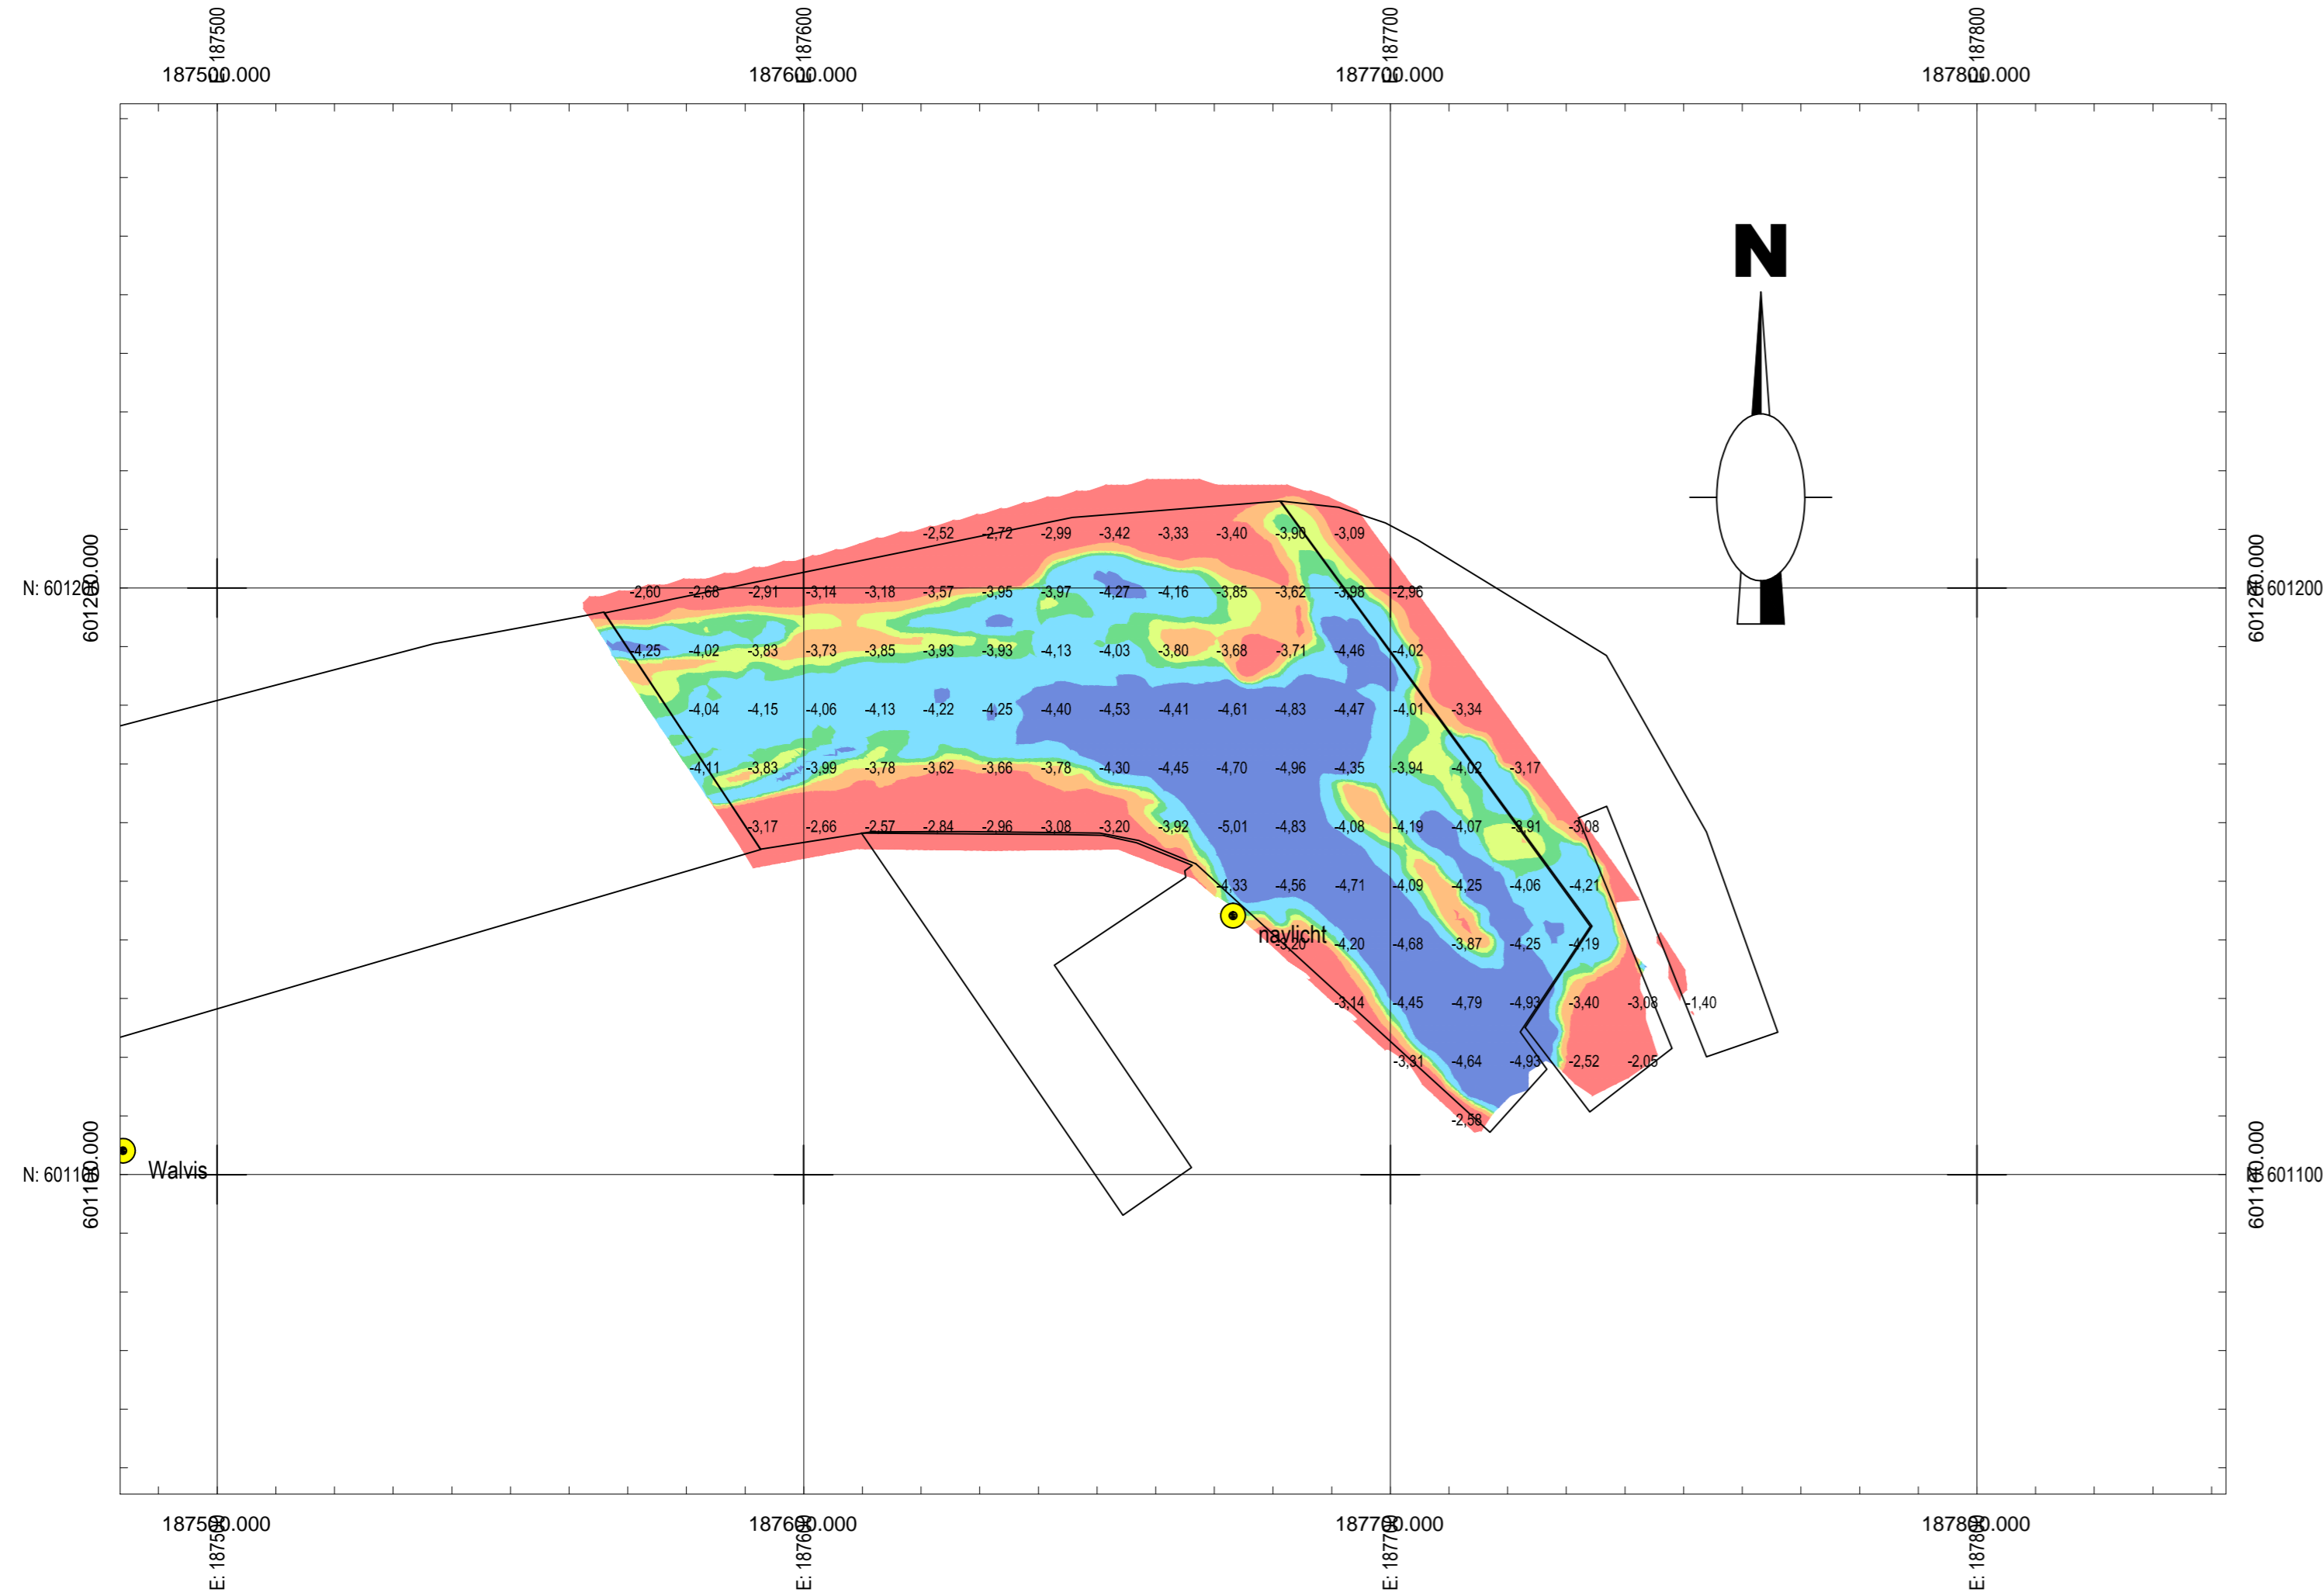 E: 187500 E: 187600 E: 187700 E: 187800
187500.000 187600.000 187700.000 187800.000
N
-2,52 -2,72 -2,99 -3,42 -3,33 -3,40 -3,90 -3,09
N: 601200 601200.000 -2,60 -2,68 -2,91 -3,14 -3,18 -3,57 -3,95 -3,97 -4,27 -4,16 -3,85 -3,62 -3,98 -2,96 601200.000 N: 601200
-4,25 -4,02 -3,83 -3,73 -3,85 -3,93 -3,93 -4,13 -4,03 -3,80 -3,68 -3,71 -4,46 -4,02
-4,04 -4,15 -4,06 -4,13 -4,22 -4,25 -4,40 -4,53 -4,41 -4,61 -4,83 -4,47 -4,01 -3,34
-4,11 -3,83 -3,99 -3,78 -3,62 -3,66 -3,78 -4,30 -4,45 -4,70 -4,96 -4,35 -3,94 -4,02 -3,17
-3,17 -2,66 -2,57 -2,84 -2,96 -3,08 -3,20 -3,92 -5,01 -4,83 -4,08 -4,19 -4,07 -3,91 -3,08
-4,33 -4,56 -4,71 -4,09 -4,25 -4,06 -4,21
navlicht
-3,20 -4,20 -4,68 -3,87 -4,25 -4,19
-3,14 -4,45 -4,79 -4,93 -3,40 -3,08 -1,40
-3,31 -4,64 -4,93 -2,52 -2,05
-2,58
Walvis
N: 601100 601100.000 601100.000 N: 601100
187500.000 187600.000 187700.000 187800.000
E: 187500 E: 187600 E: 187700 E: 187800